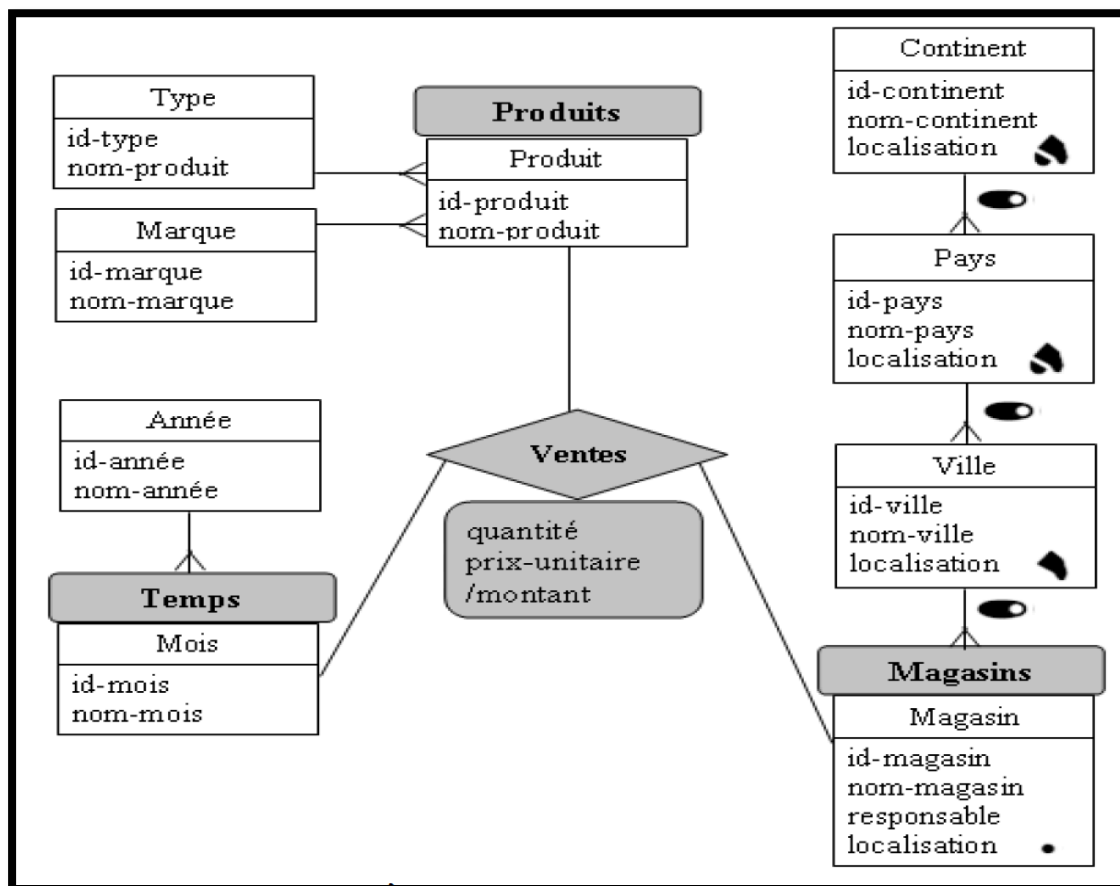 Type
id-type
nom-produit
Marque
id-marque
nom-marque
Produits
Produit
id-produit
nom-produit
Continent
id-continent
nom-continent
localisation
Pays
id-pays
nom-pays
localisation
Ville
id-ville
nom-ville
localisation
Magasins
Magasin
id-magasin
nom-magasin
responsable
localisation
Année
id-année
nom-année
Temps
Mois
id-mois
nom-mois
Ventes
quantité
prix-unitaire
/montant